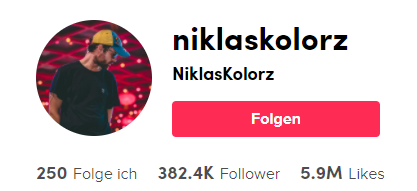 niklaskolorz
NiklasKolorz
Folgen
250 Folge ich 382.4K Follower 5.9M Likes